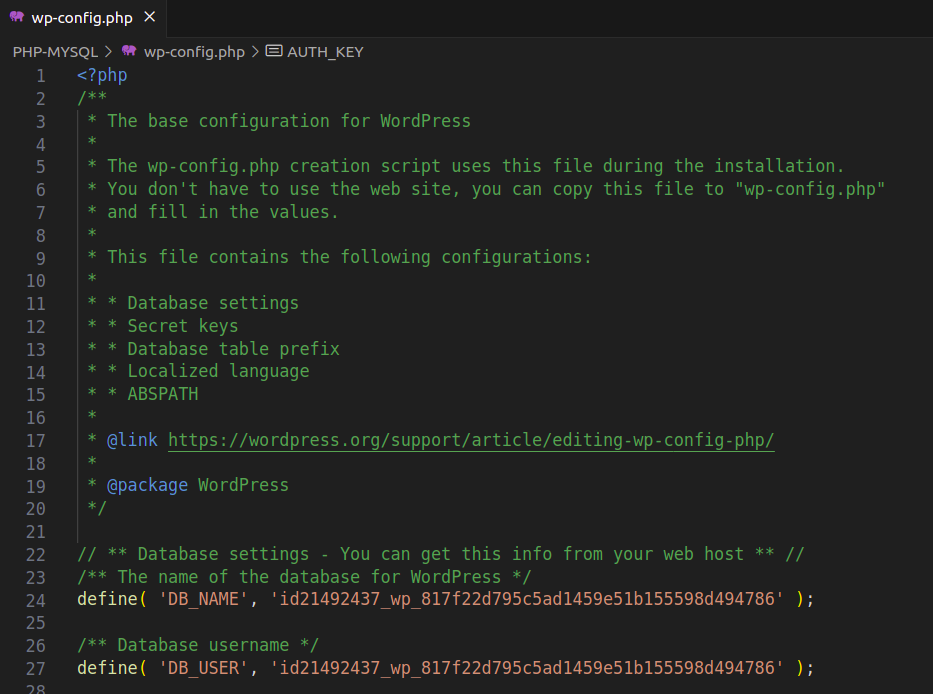 wp-config.php ×
PHP-MYSQL > wp-config.php > AUTH_KEY
1 <?php
2 /**
3 * The base configuration for WordPress
4 *
5 * The wp-config.php creation script uses this file during the installation.
6 * You don't have to use the web site, you can copy this file to "wp-config.php"
7 * and fill in the values.
8 *
9 * This file contains the following configurations:
10 *
11 * * Database settings
12 * * Secret keys
13 * * Database table prefix
14 * * Localized language
15 * * ABSPATH
16 *
17 * @link https://wordpress.org/support/article/editing-wp-config-php/
18 *
19 * @package WordPress
20 */
21
22 // ** Database settings - You can get this info from your web host ** //
23 /** The name of the database for WordPress */
24 define( 'DB_NAME', 'id21492437_wp_817f22d795c5ad1459e51b155598d494786' );
25
26 /** Database username */
27 define( 'DB_USER', 'id21492437_wp_817f22d795c5ad1459e51b155598d494786' );
28